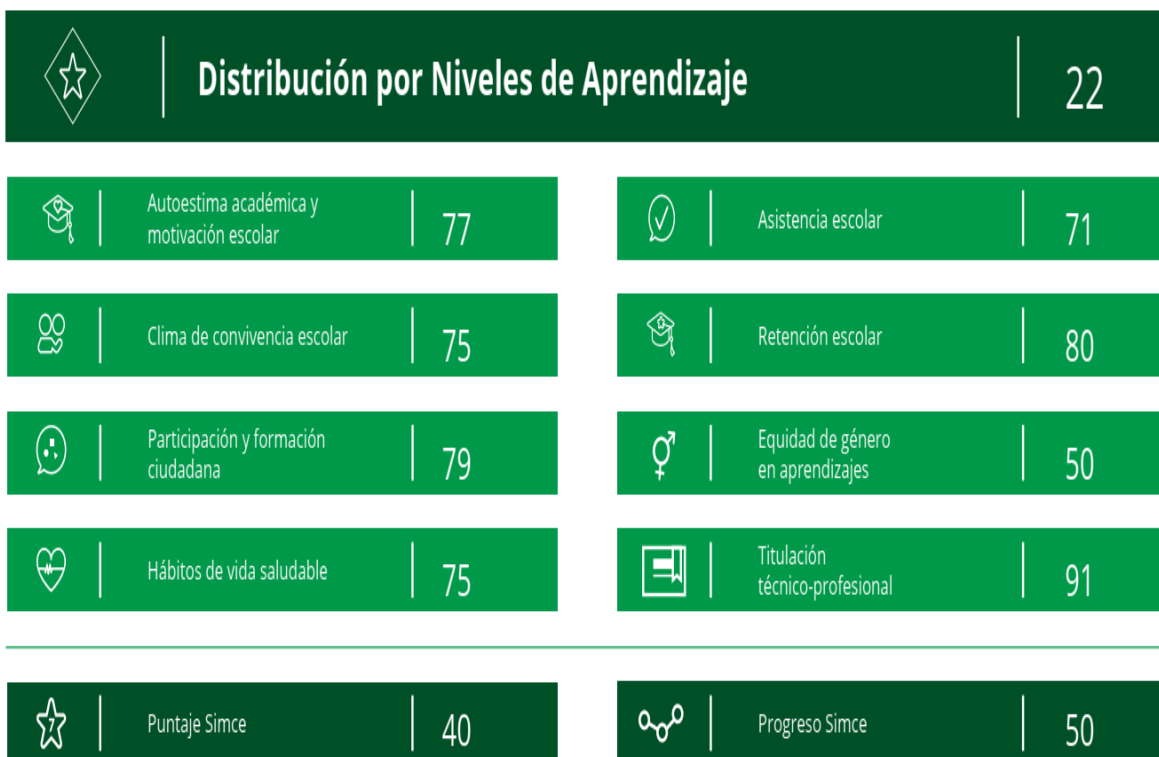 Distribución por Niveles de Aprendizaje
22
Autoestima académica y
motivación escolar
77
Asistencia escolar
71
Clima de convivencia escolar
75
Retención escolar
80
Participación y formación
ciudadana
79
Equidad de género
en aprendizajes
50
Hábitos de vida saludable
75
Titulación
técnico-profesional
91
7
Puntaje Simce
40
Progreso Simce
50